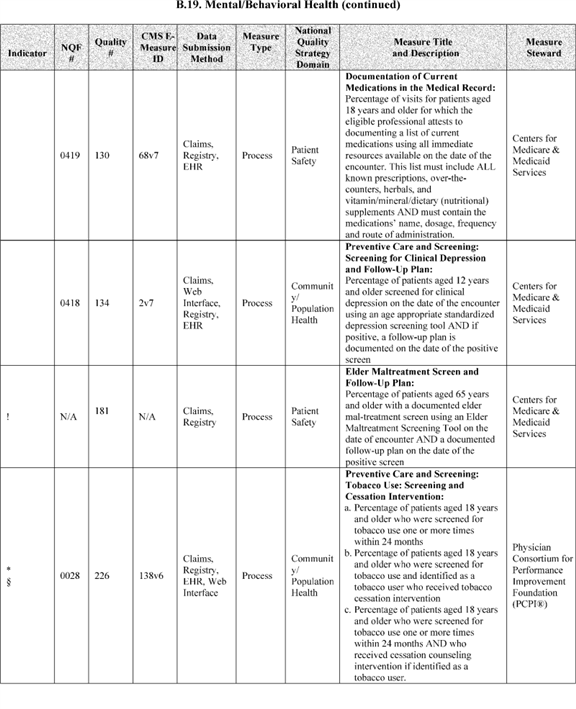 B.19. Mental/Behavioral Health (continued)
Indicator
NQF
#
Quality
#
CMS E-
Measure
ID
Data
Submission
Method
Measure
Type
National
Quality
Strategy
Domain
Measure Title
and Description
Measure
Steward
0419
130
68v7
Claims,
Registry,
EHR
Process
Patient
Safety
Documentation of Current
Medications in the Medical Record:
Percentage of visits for patients aged
18 years and older for which the
eligible professional attests to
documenting a list of current
medications using all immediate
resources available on the date of the
encounter. This list must include ALL
known prescriptions, over-the-
counters, herbals, and
vitamin/mineral/dietary (nutritional)
supplements AND must contain the
medications' name, dosage, frequency
and route of administration.
Centers for
Medicare &
Medicaid
Services
0418
134
2v7
Claims,
Web
Interface,
Registry,
EHR
Process
Communit
y/
Population
Health
Preventive Care and Screening:
Screening for Clinical Depression
and Follow-Up Plan:
Percentage of patients aged 12 years
and older screened for clinical
depression on the date of the encounter
using an age appropriate standardized
depression screening tool AND if
positive, a follow-up plan is
documented on the date of the positive
screen
Centers for
Medicare &
Medicaid
Services
!
N/A
181
N/A
Claims,
Registry
Process
Patient
Safety
Elder Maltreatment Screen and
Follow-Up Plan:
Percentage of patients aged 65 years
and older with a documented elder
mal-treatment screen using an Elder
Maltreatment Screening Tool on the
date of encounter AND a documented
follow-up plan on the date of the
positive screen
Centers for
Medicare &
Medicaid
Services
*
§
0028
226
138v6
Claims,
Registry,
EHR, Web
Interface
Process
Communit
y/
Population
Health
Preventive Care and Screening:
Tobacco Use: Screening and
Cessation Intervention:
a. Percentage of patients aged 18 years
and older who were screened for
tobacco use one or more times
within 24 months
b. Percentage of patients aged 18 years
and older who were screened for
tobacco use and identified as a
tobacco user who received tobacco
cessation intervention
c. Percentage of patients aged 18 years
and older who were screened for
tobacco use one or more times
within 24 months AND who
received cessation counseling
intervention if identified as a
tobacco user.
Physician
Consortium for
Performance
Improvement
Foundation
(PCPI®)